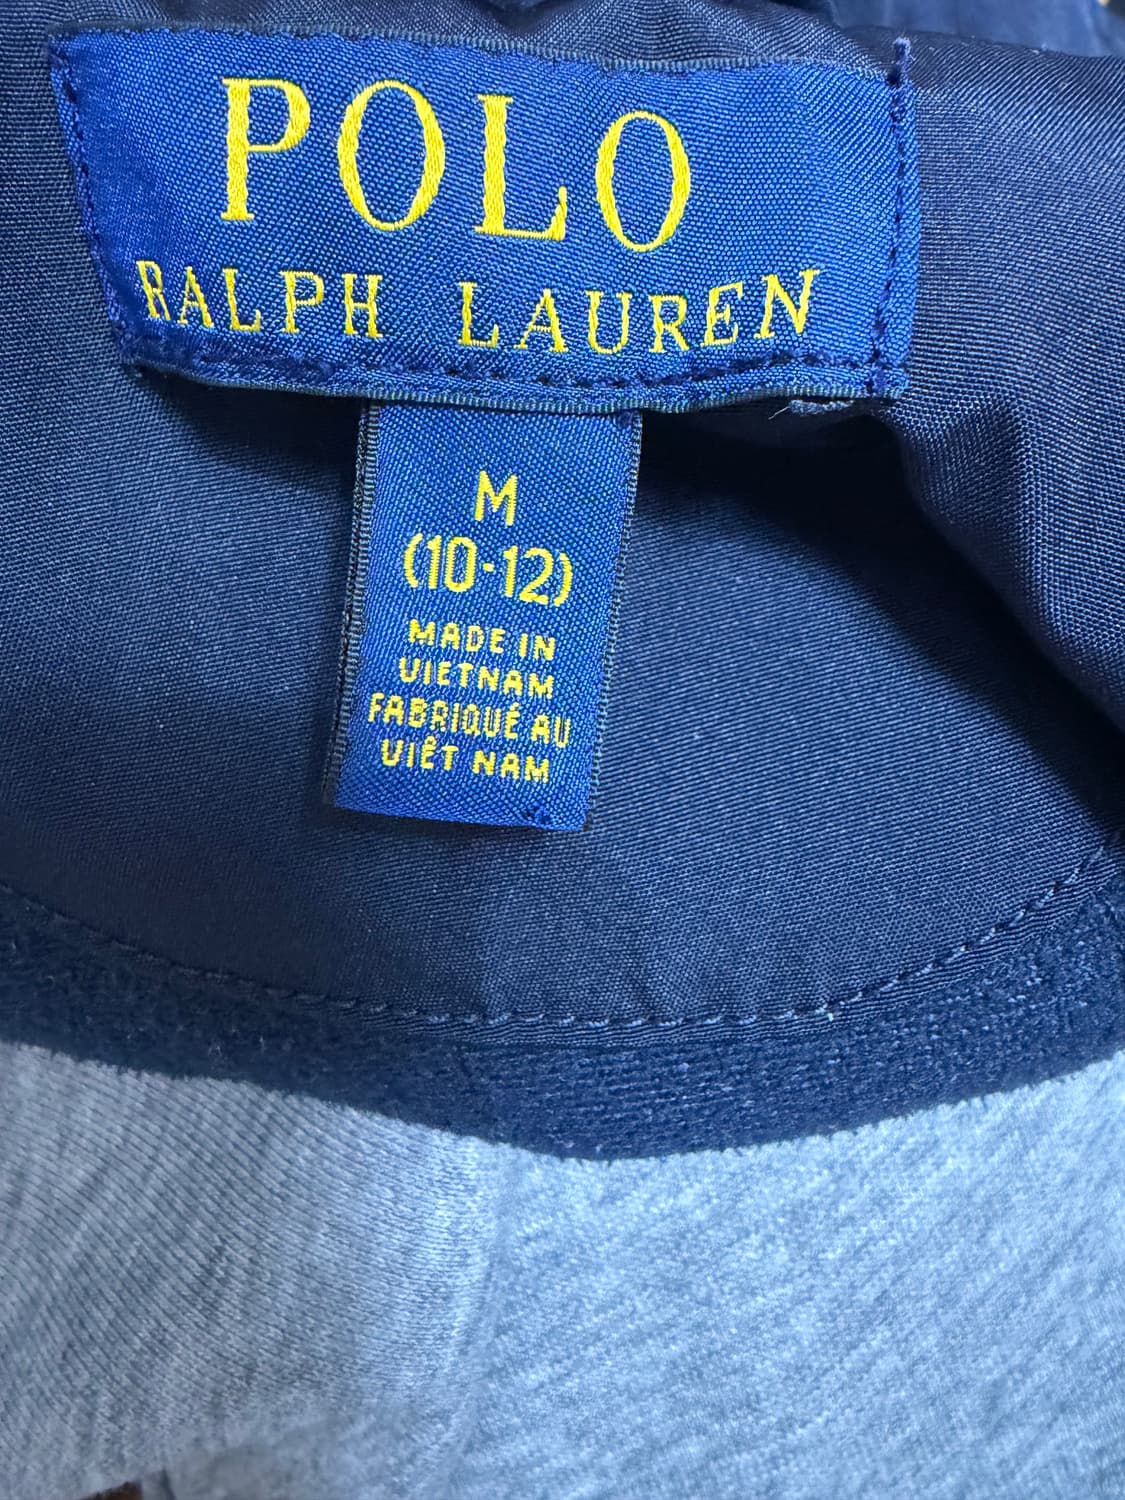 POLO
RALPH LAUREN
M
(10-12)
MADE IN
VIETNAM
FABRIQUÉ AU
VIÊT NAM